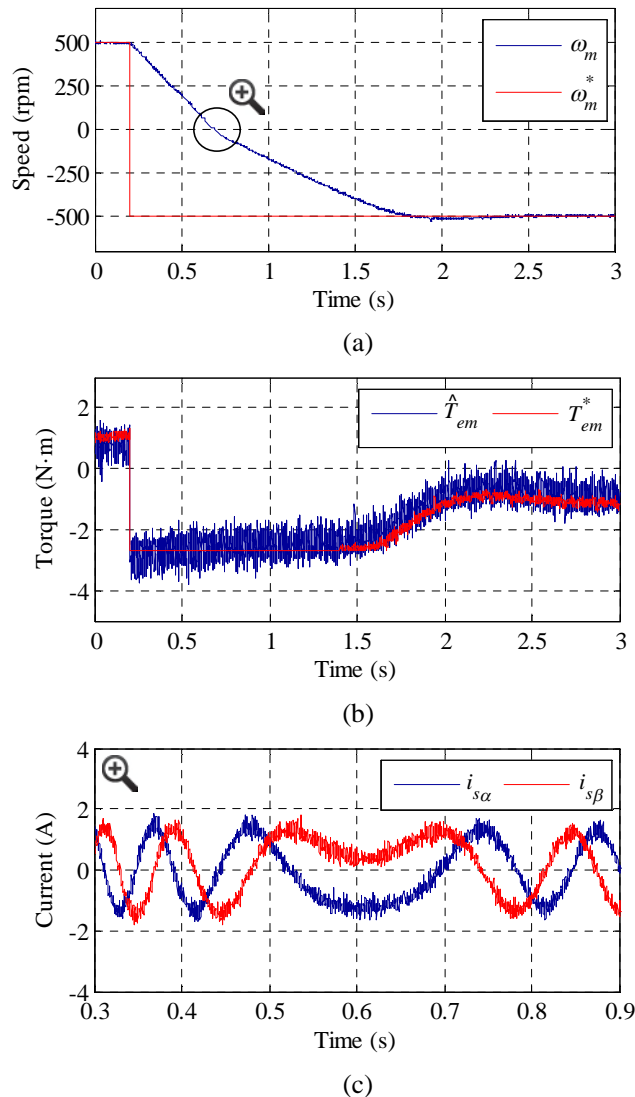 500
250
0
-250
-500
Speed (rpm)
ω_m
ω_m^*
0 0.5 1 1.5 2 2.5 3
Time (s)
(a)
2
0
-2
-4
Torque (N·m)
T̂_em T_em^*
0 0.5 1 1.5 2 2.5 3
Time (s)
(b)
4
2
0
-2
-4
Current (A)
i_sα i_sβ
0.3 0.4 0.5 0.6 0.7 0.8 0.9
Time (s)
(c)